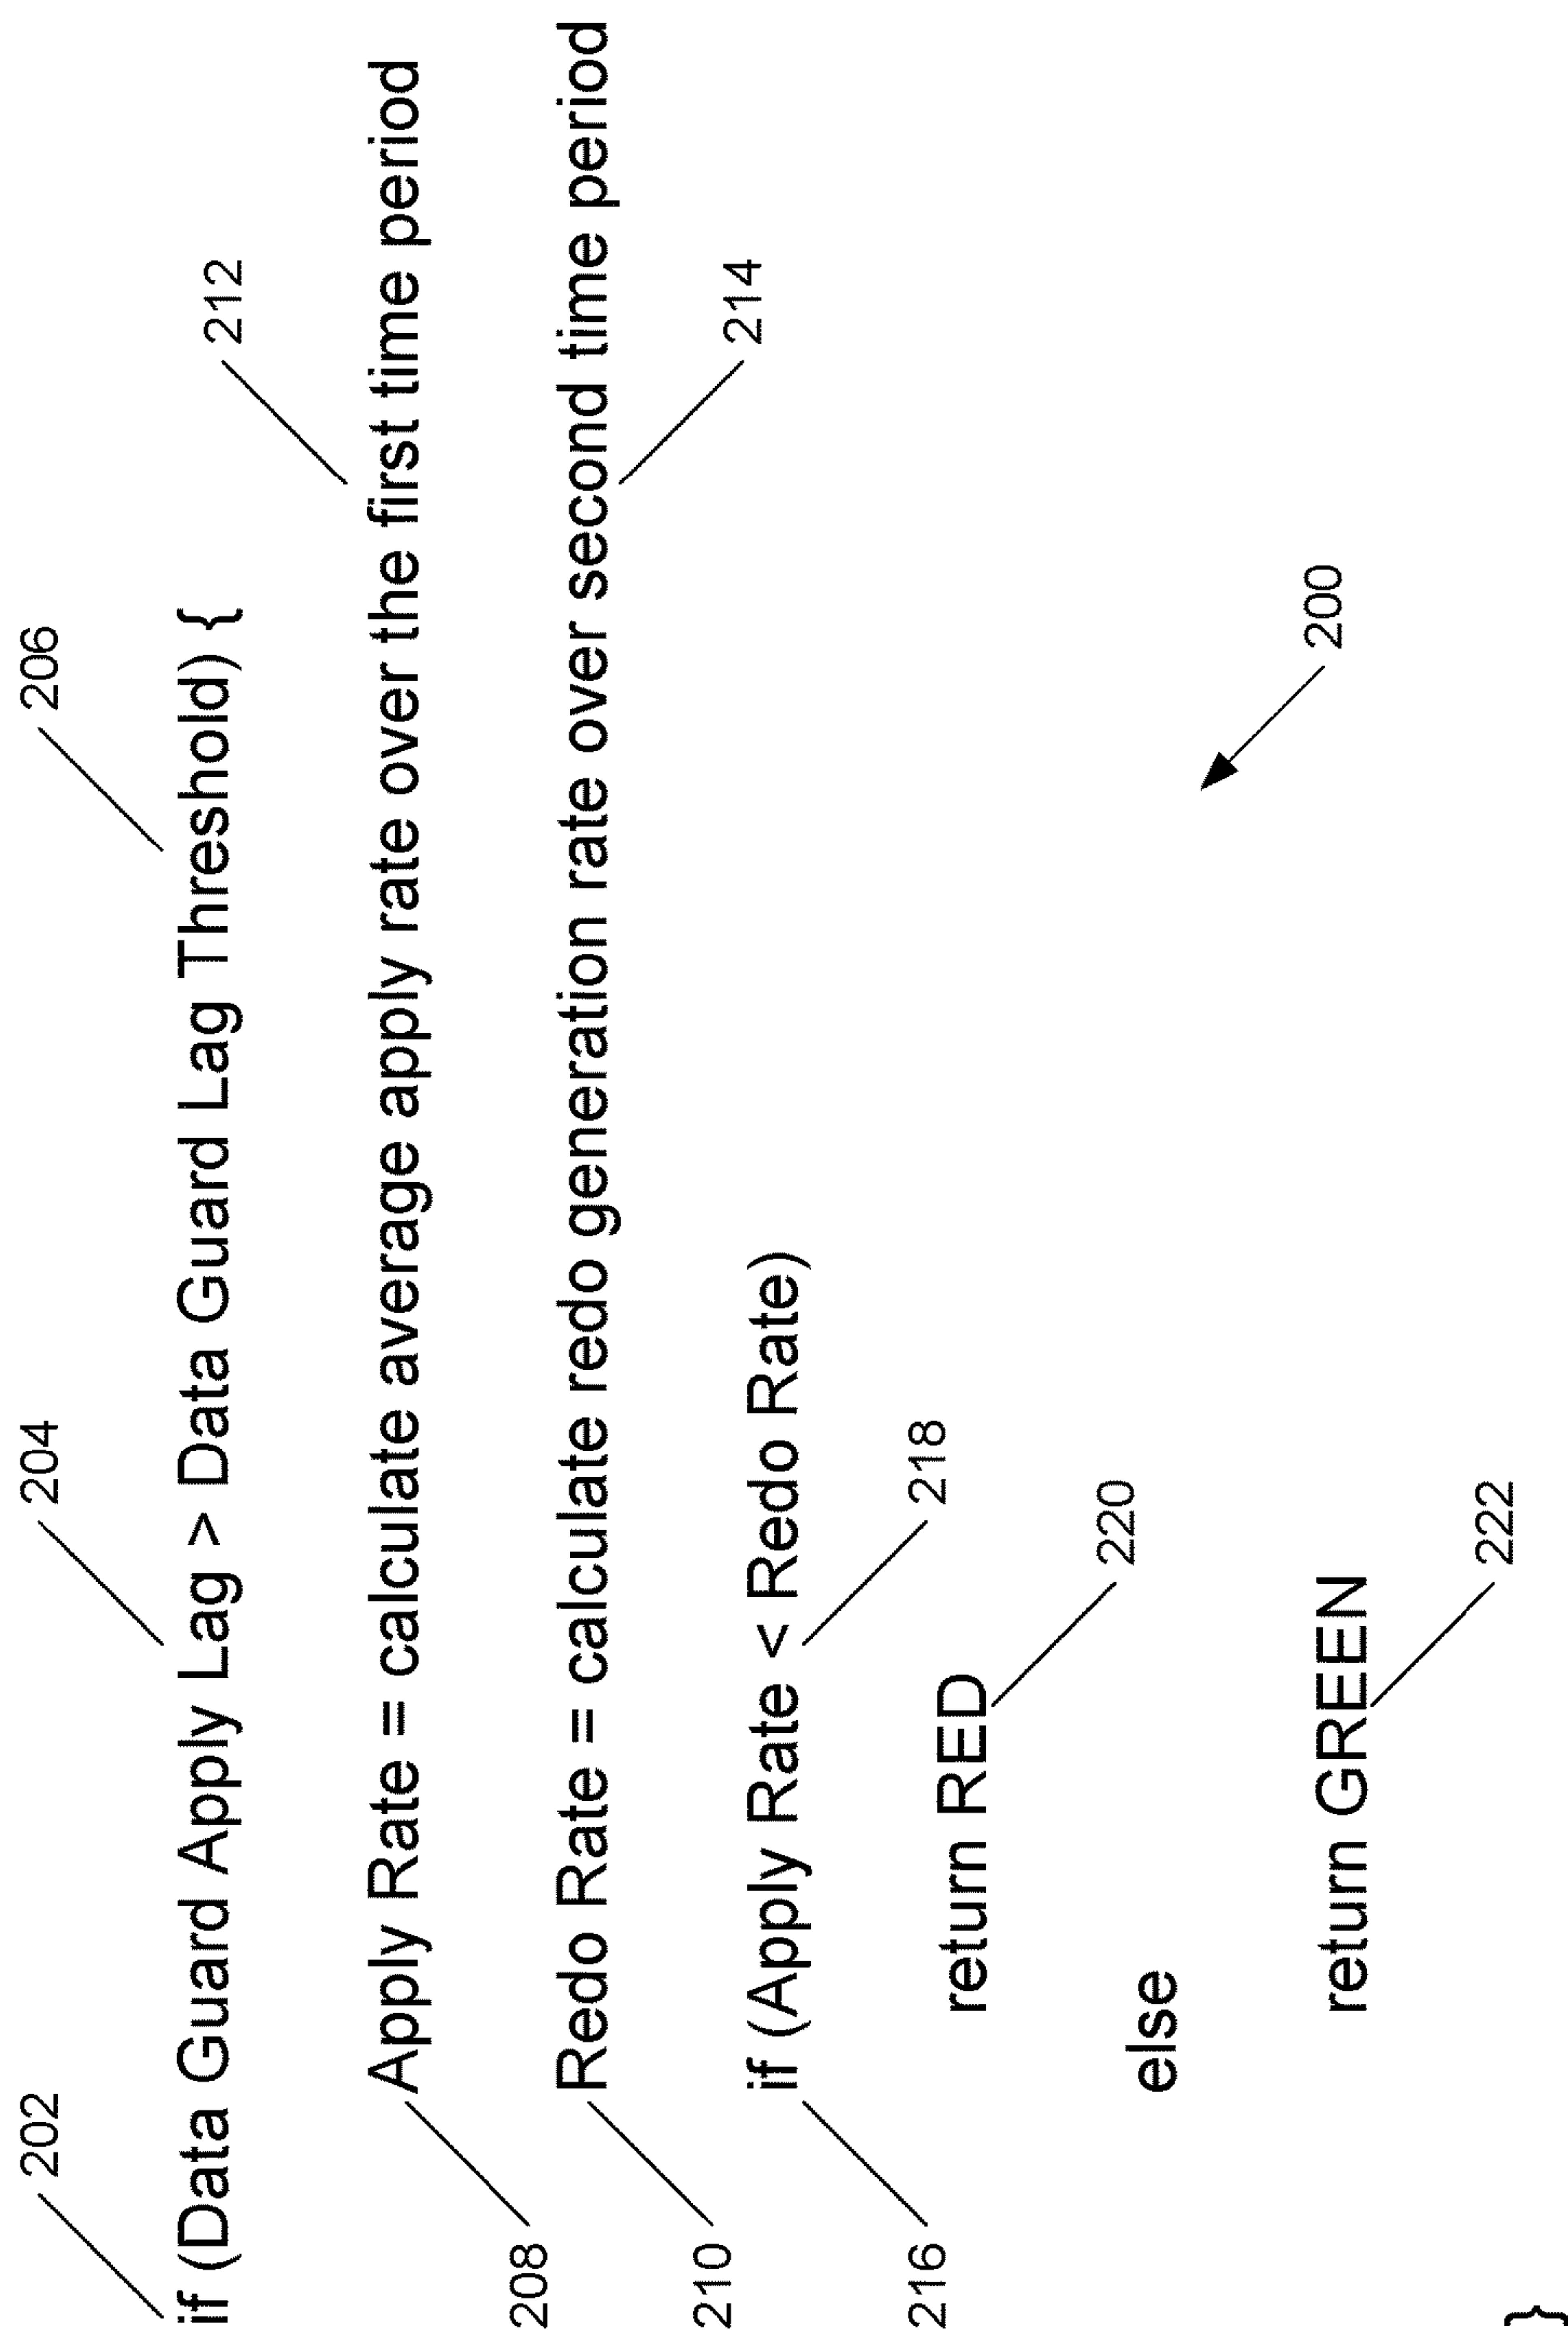 202
204
206
if (Data Guard Apply Lag > Data Guard Lag Threshold) {
212
Apply Rate = calculate average apply rate over the first time period
208
Redo Rate = calculate redo generation rate over second time period
210
214
if (Apply Rate < Redo Rate)
216
218
return RED
220
else
200
return GREEN
222
}